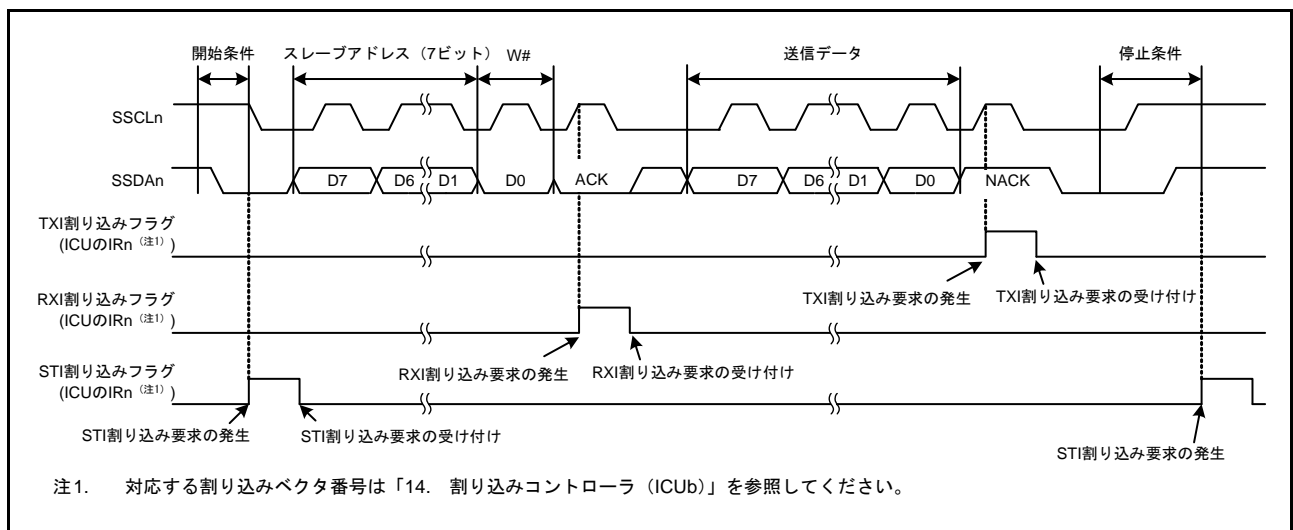 開始条件 スレーブアドレス（7ビット） W# 送信データ 停止条件
SSCLn
SSDAn D7 D6 D1 D0 ACK D7 D6 D1 D0 NACK
TXI割り込みフラグ
(ICUのIRn（注1）)
TXI割り込み要求の発生 TXI割り込み要求の受け付け
RXI割り込みフラグ
(ICUのIRn（注1）)
RXI割り込み要求の発生 RXI割り込み要求の受け付け
STI割り込みフラグ
(ICUのIRn（注1）)
STI割り込み要求の発生 STI割り込み要求の受け付け
STI割り込み要求の発生
注1. 対応する割り込みベクタ番号は「14. 割り込みコントローラ（ICUb）」を参照してください。